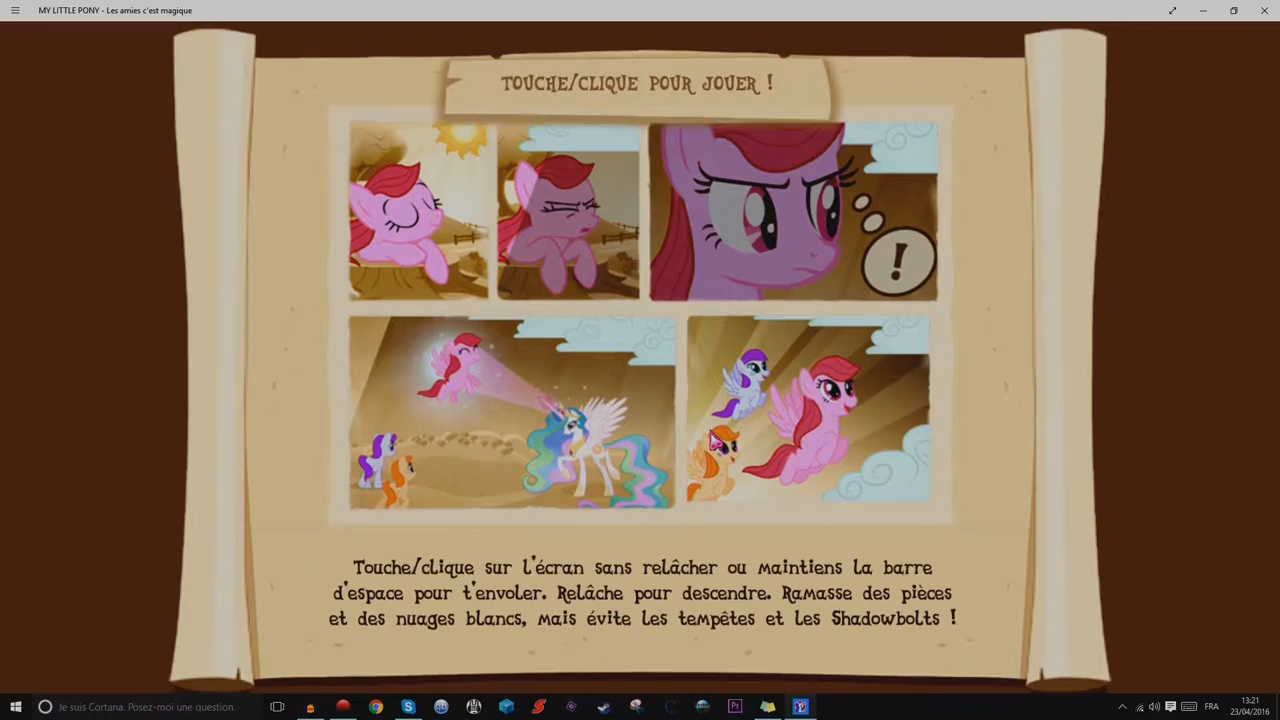 MY LITTLE PONY - Les amies c'est magique
TOUCHE/CLIQUE POUR JOUER !
!
Touche/clique sur l'écran sans relâcher ou maintiens la barre
d'espace pour t'envoler. Relâche pour descendre. Ramasse des pièces
et des nuages blancs, mais évite les tempêtes et les Shadowbolts !
Je suis Cortana. Posez-moi une question.
Pr
FRA
13:21
23/04/2016